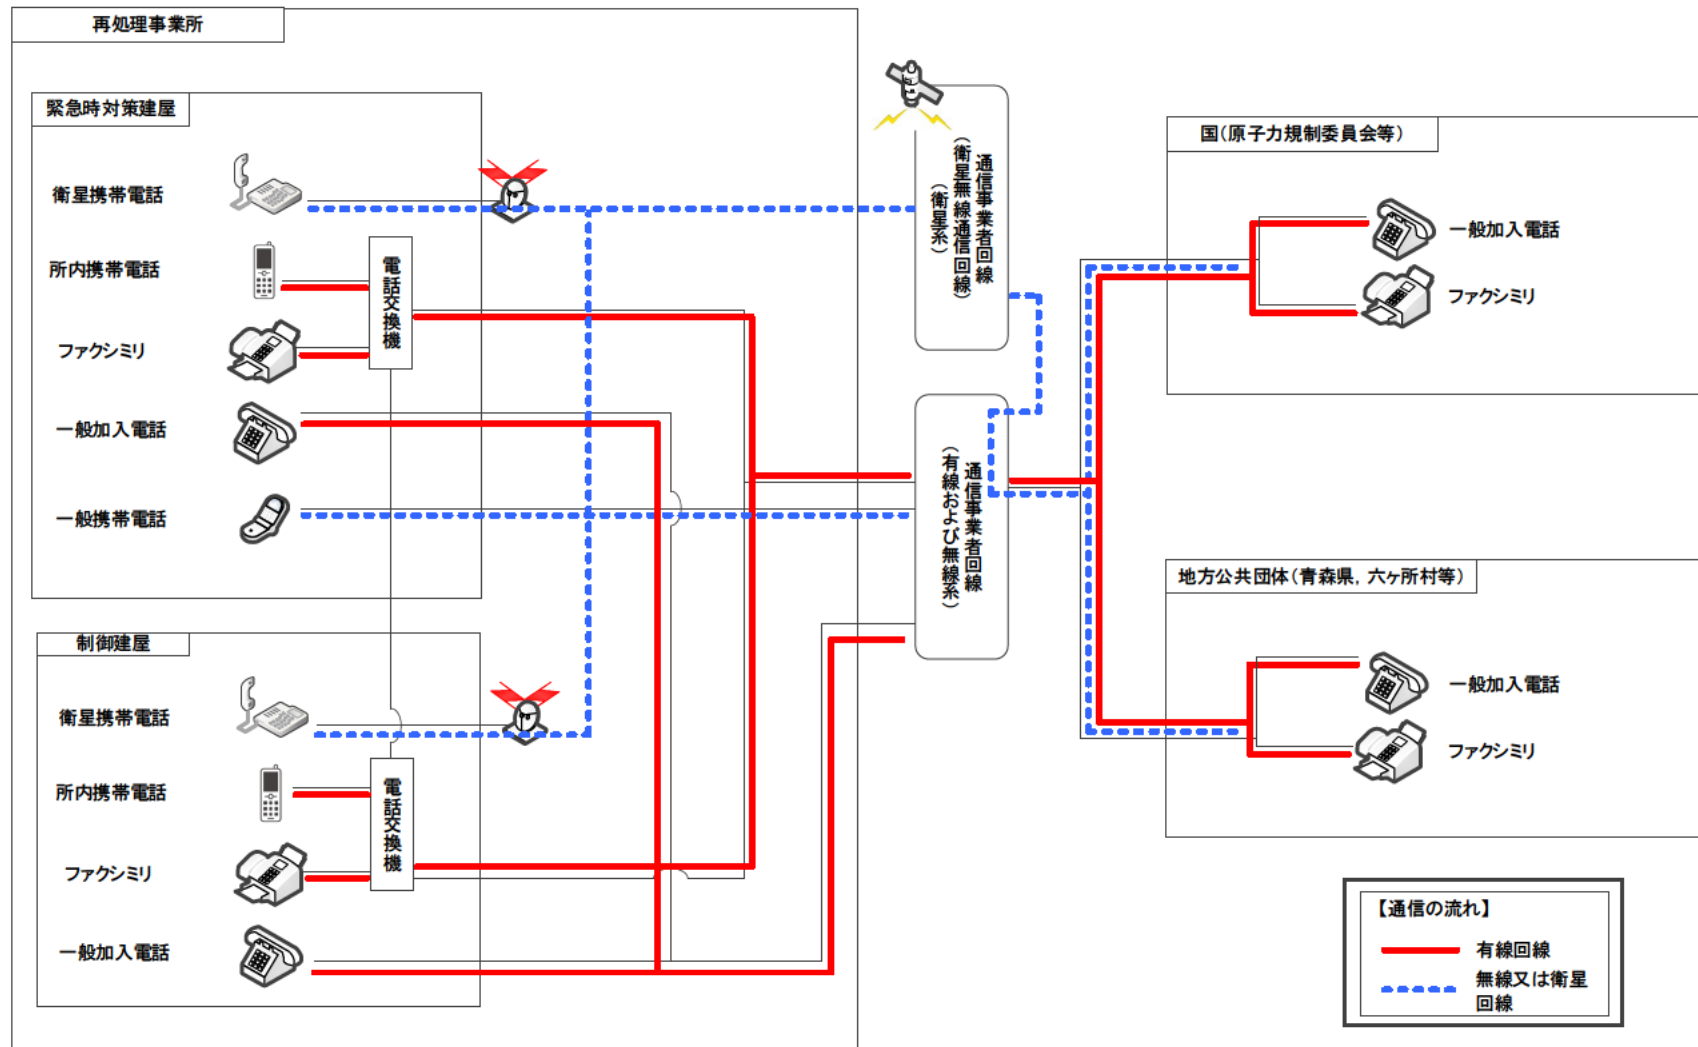 再処理事業所
緊急時対策建屋
衛星携帯電話
所内携帯電話
ファクシミリ
一般加入電話
一般携帯電話
電話交換機
制御建屋
衛星携帯電話
所内携帯電話
ファクシミリ
一般加入電話
電話交換機
通信事業者回線
(衛星無線通信回線)
(衛星系)
通信事業者回線
(有線および無線系)
国(原子力規制委員会等)
一般加入電話
ファクシミリ
地方公共団体(青森県,六ヶ所村等)
一般加入電話
ファクシミリ
【通信の流れ】
有線回線
無線又は衛星
回線